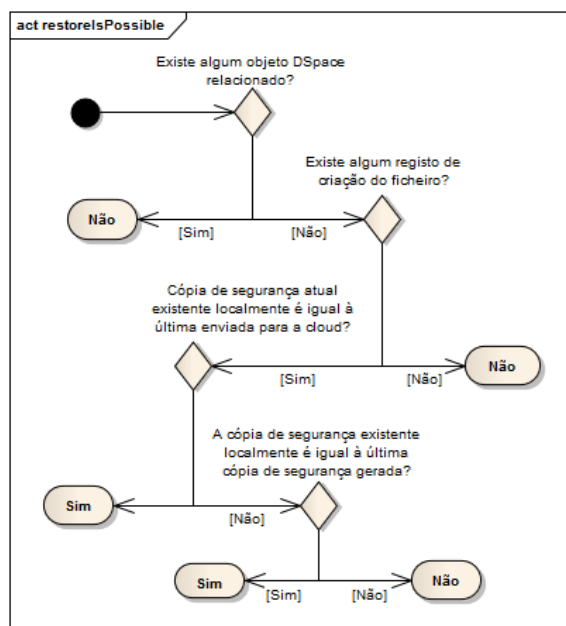 act restoreIsPossible
Existe algum objeto DSpace
relacionado?
Existe algum registo de
criação do ficheiro?
Não
[Sim]
[Não]
Cópia de segurança atual
existente localmente é igual à
última enviada para a cloud?
[Sim]
[Não]
Não
A cópia de segurança existente
localmente é igual à última
cópia de segurança gerada?
Sim
[Não]
Sim
[Sim]
[Não]
Não